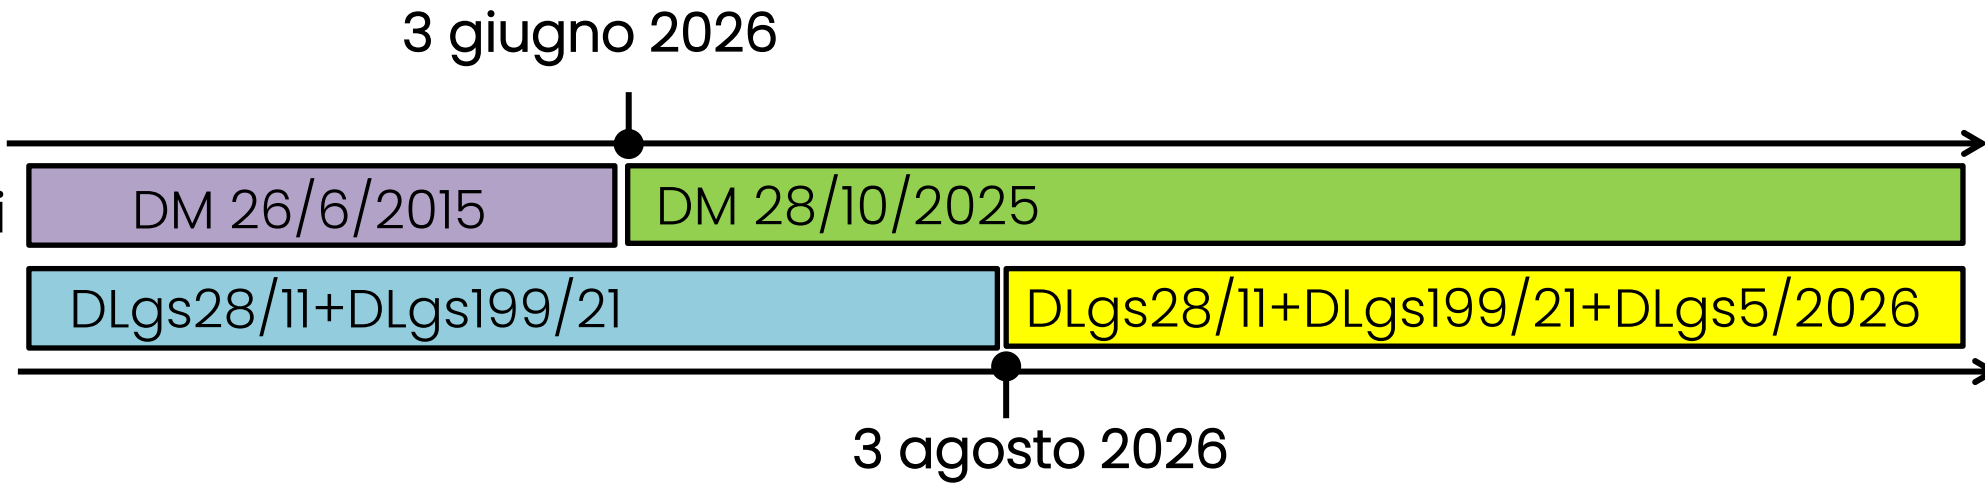 3 giugno 2026
i DM 26/6/2015 DM 28/10/2025
DLgs28/11+DLgs199/21 DLgs28/11+DLgs199/21+DLgs5/2026
3 agosto 2026